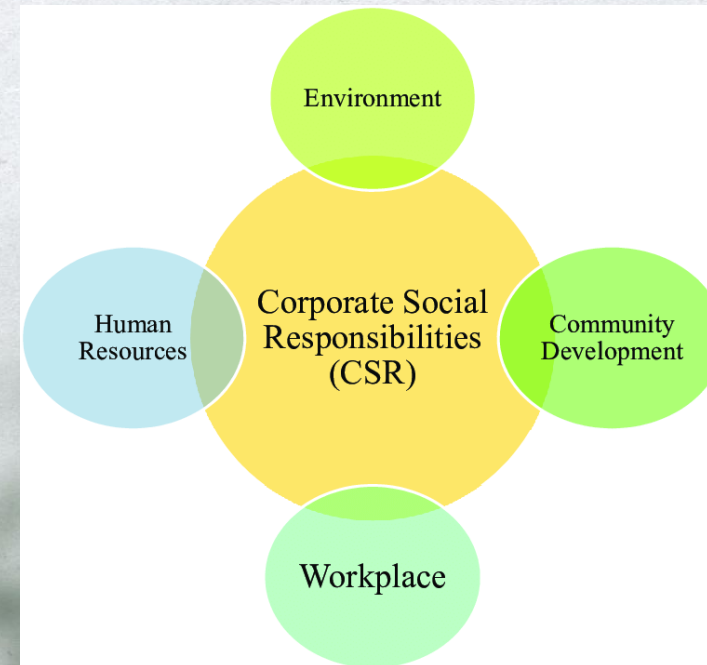 Environment
Human
Resources
Corporate Social
Responsibilities
(CSR)
Community
Development
Workplace